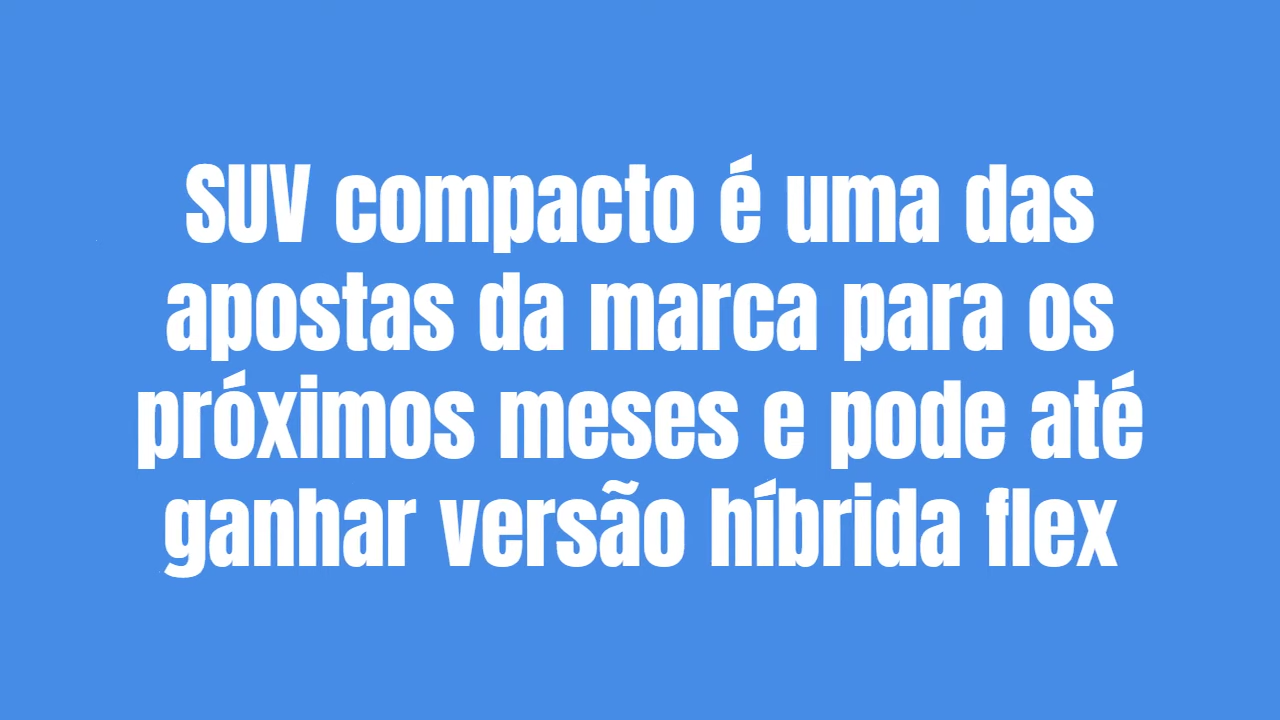 SUV compacto é uma das
apostas da marca para os
próximos meses e pode até
ganhar versão híbrida flex